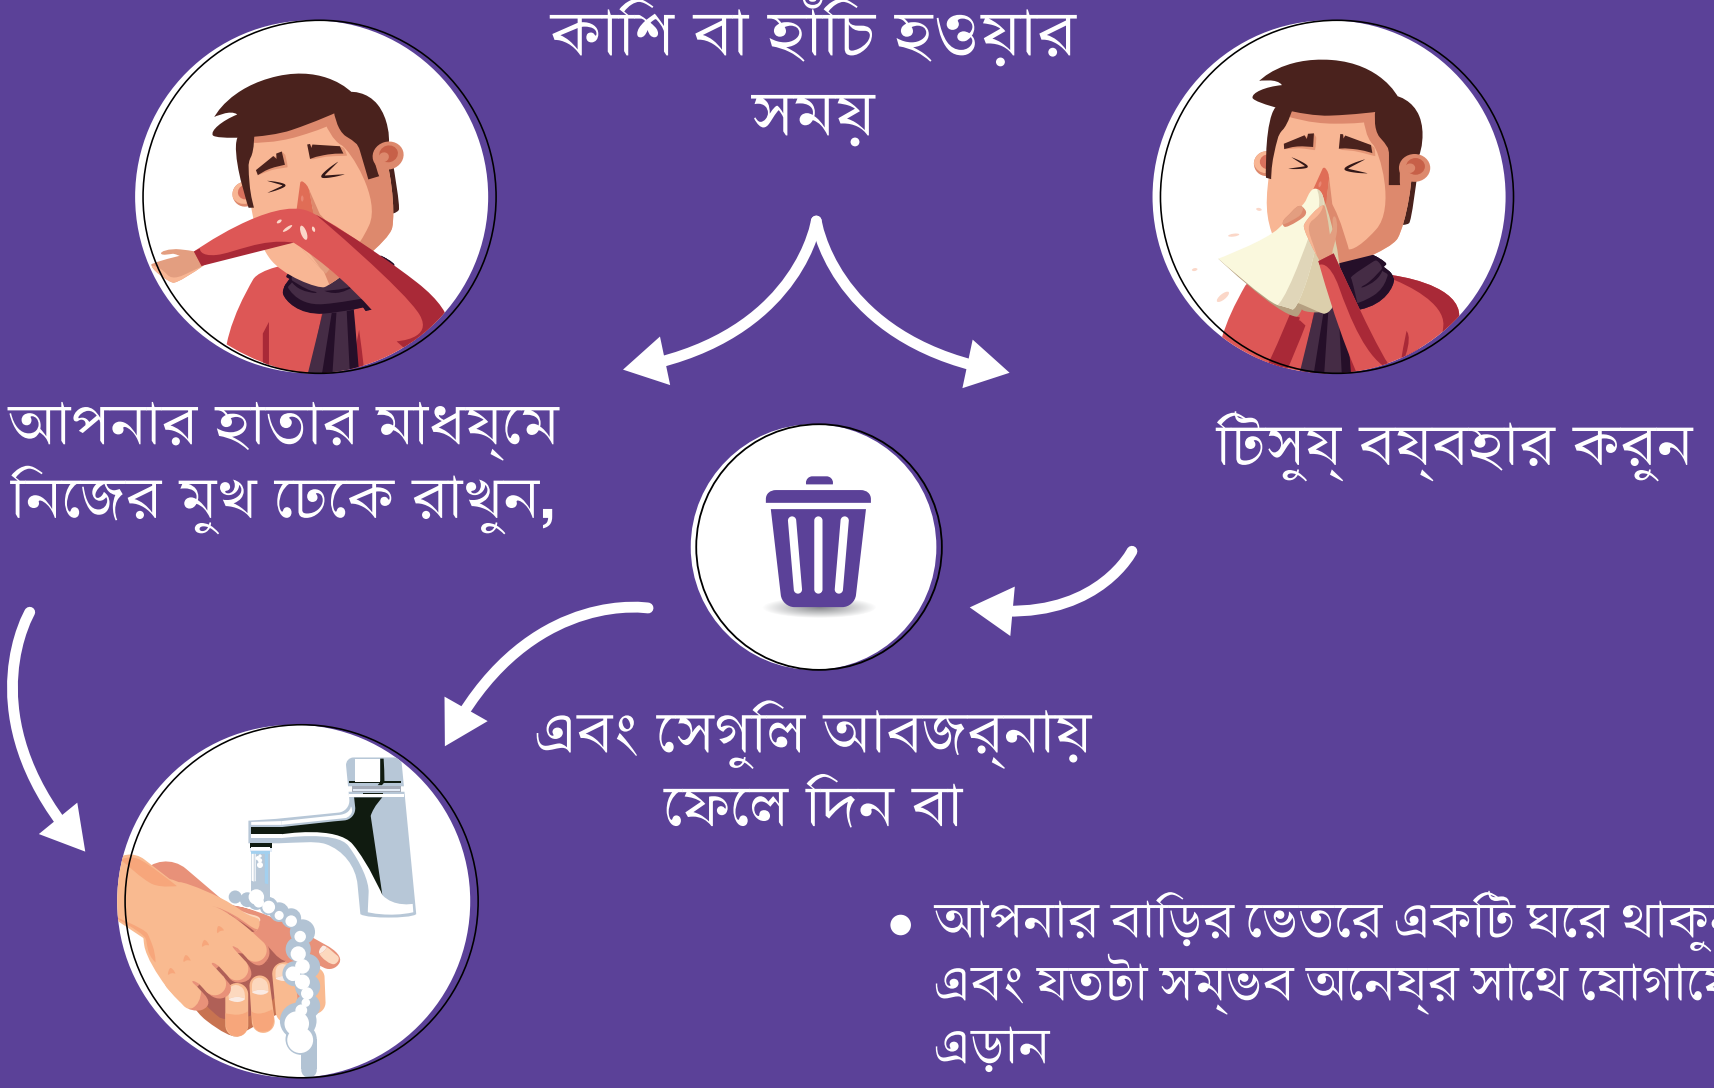 কাশি বা হাঁচি হওয়ার
সময়
আপনার হাতার মাধয্মে
নিজের মুখ ঢেকে রাখুন,
টিসুয্ বয্বহার করুন
এবং সেগুলি আবজর্নায়
ফেলে দিন বা
• আপনার বাড়ির ভেতরে একটি ঘরে
এবং যতটা সম্ভব অনেয্র সাথে
এড়ান